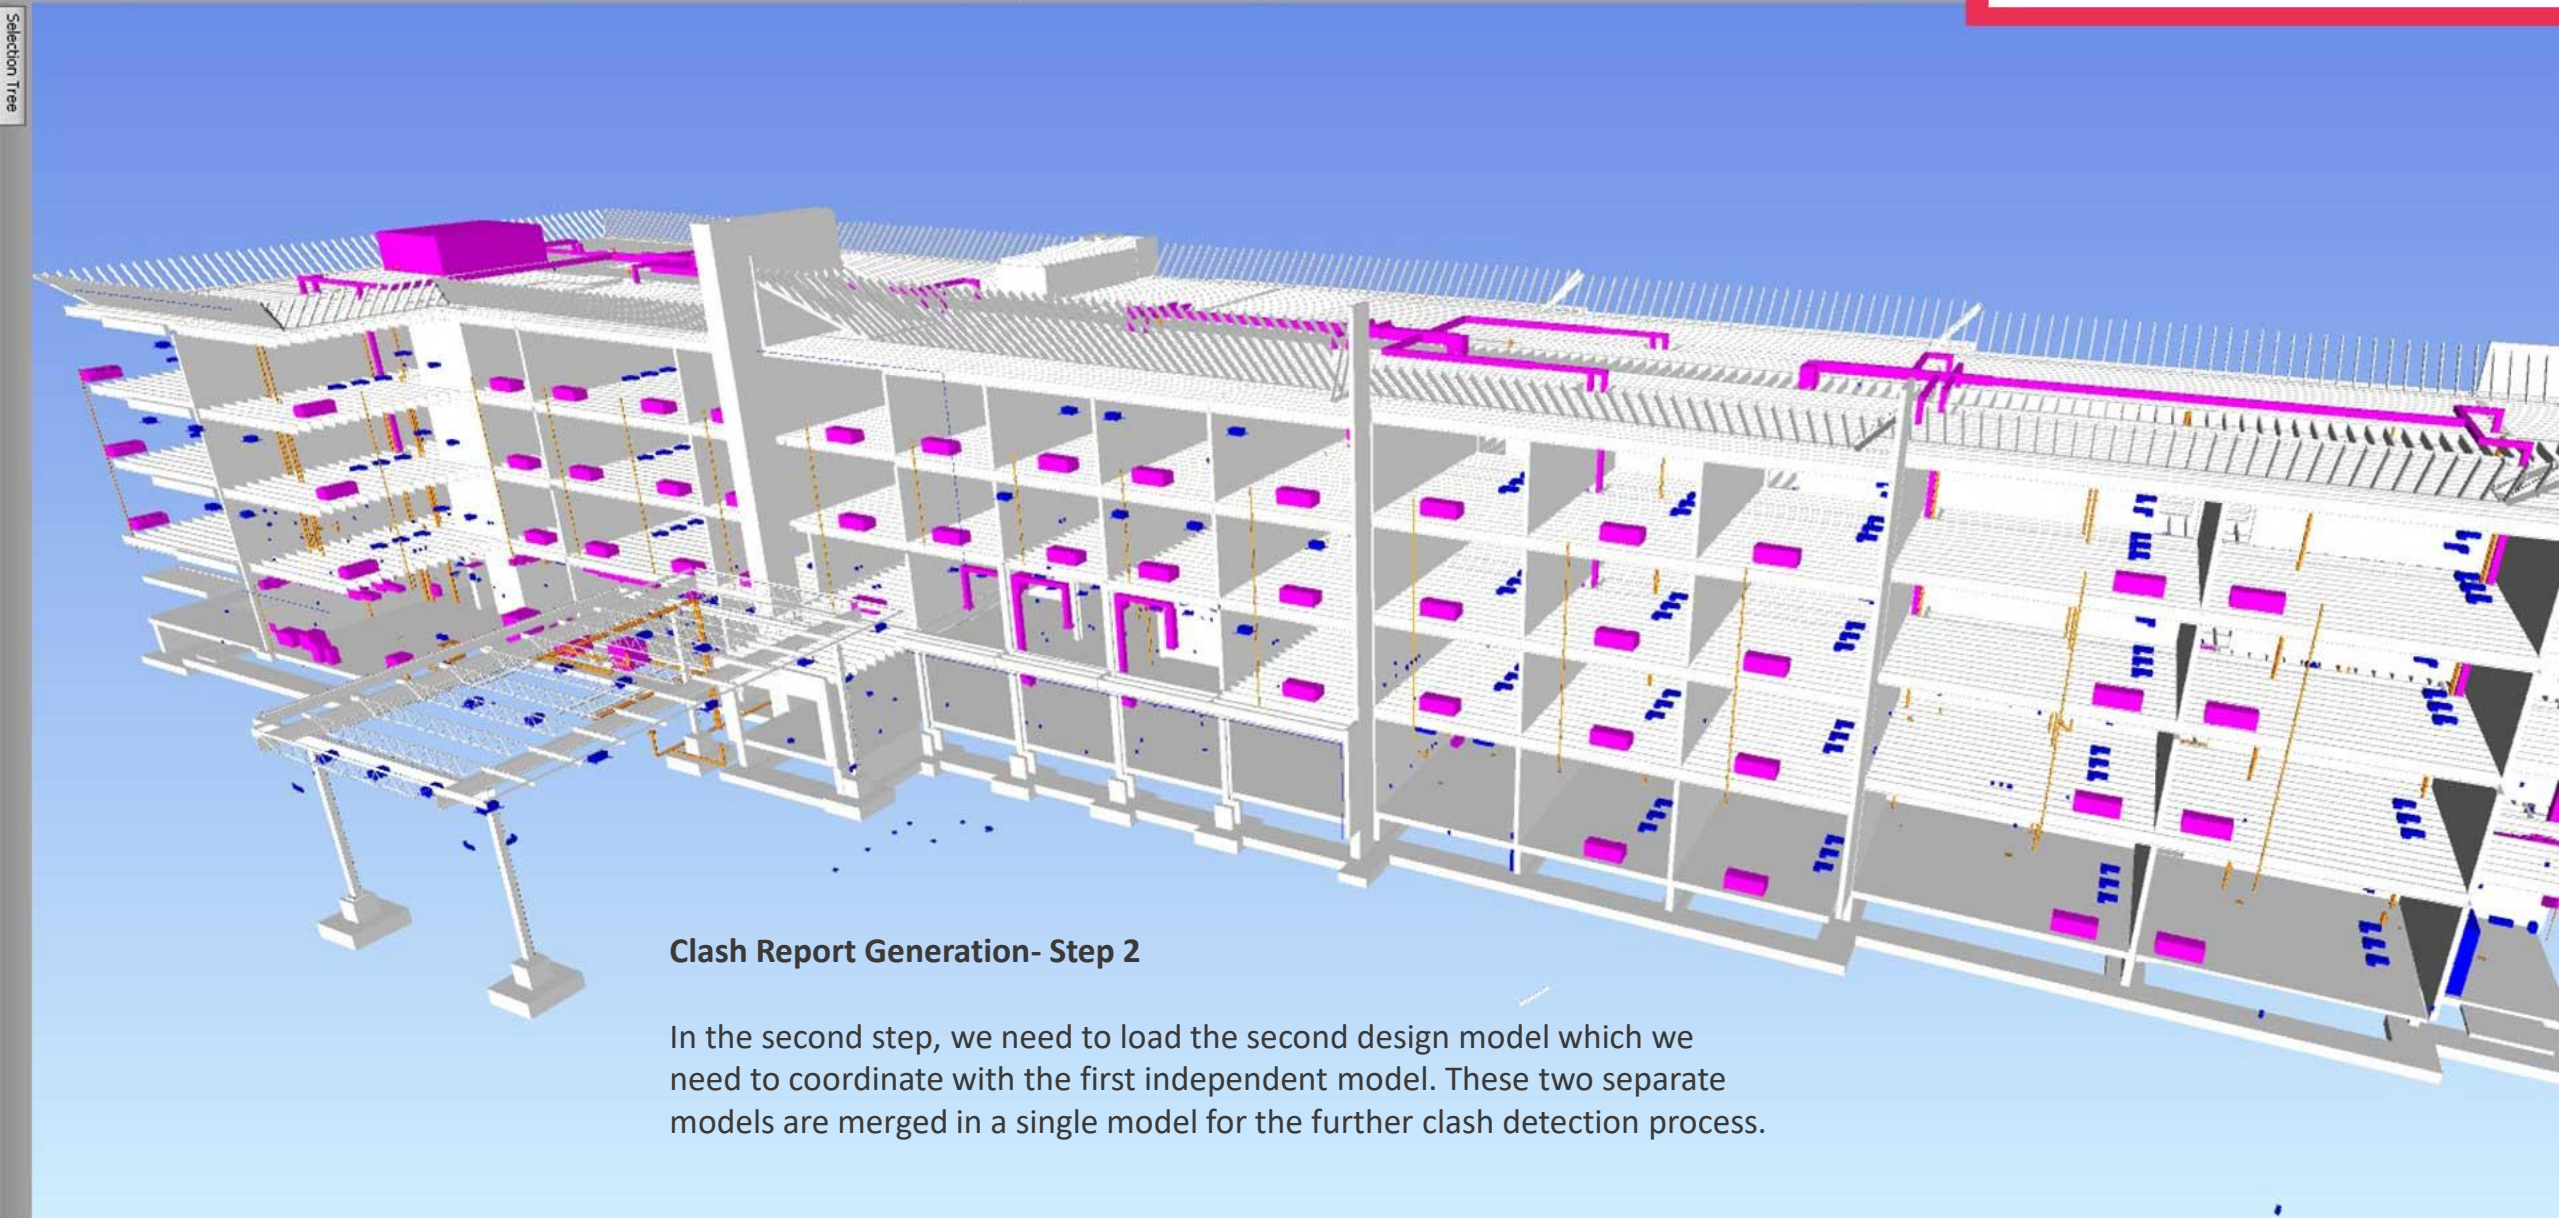 Selection Tree
Clash Report Generation- Step 2
In the second step, we need to load the second design model which we
need to coordinate with the first independent model. These two separate
models are merged in a single model for the further clash detection process.